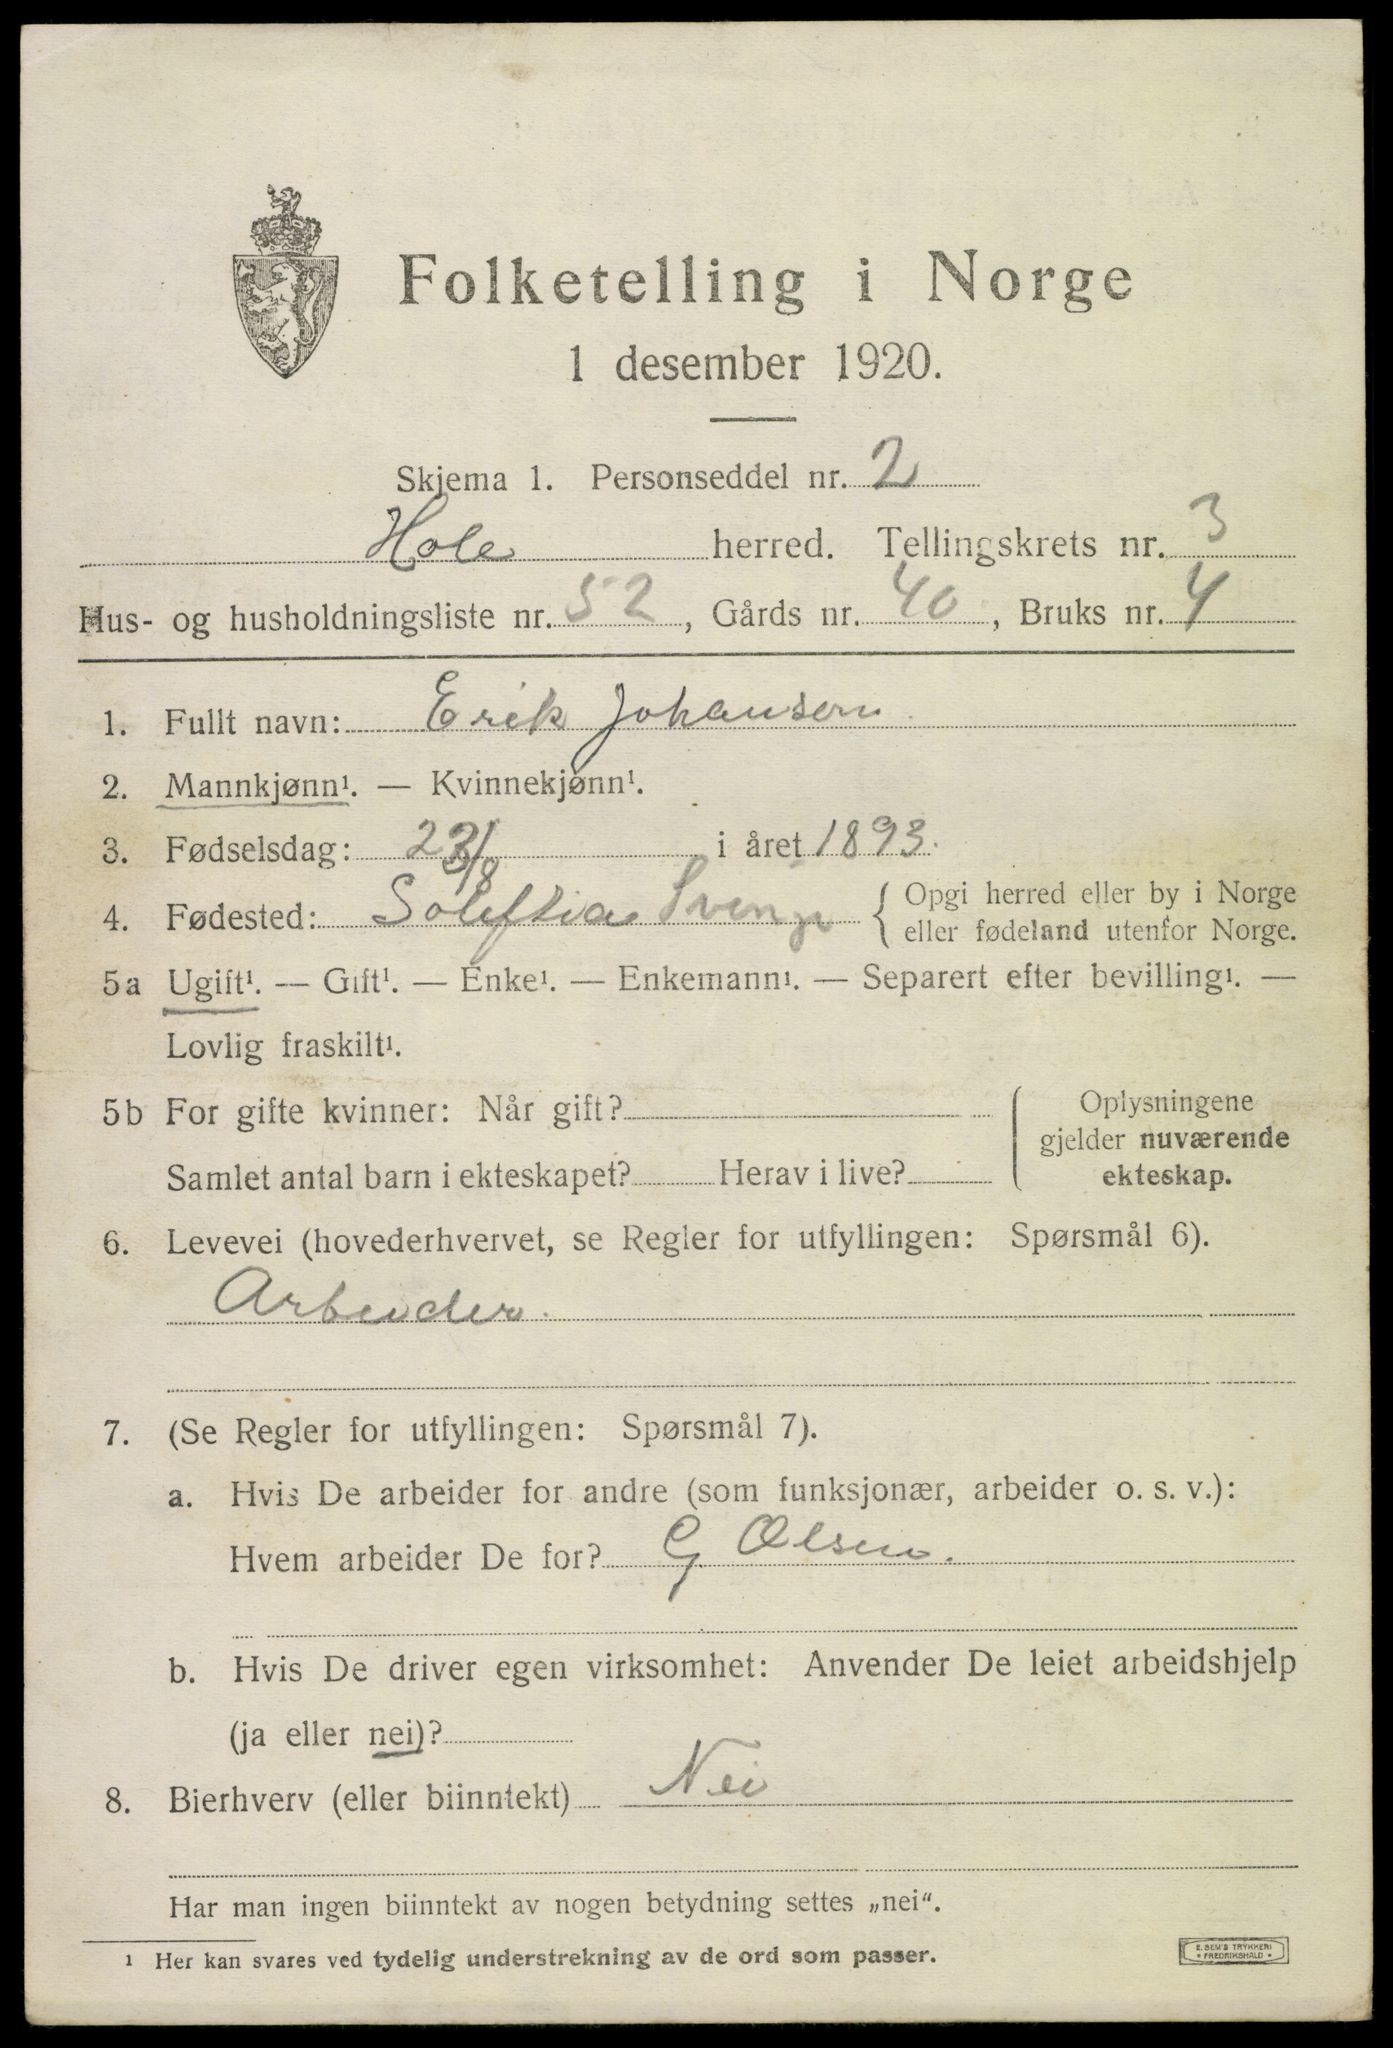 Folketelling i Norge
1 desember 1920.
Skjema 1. Personseddel nr. 2
Hole herred. Tellingskrets nr. 3
Hus- og husholdningsliste nr. 52, Gårds nr. 40, Bruks nr. 4
1. Fullt navn: Erik Johansen.
2. Mannkjønn¹. — Kvinnekjønn¹.
3. Fødselsdag: 23/8 i året 1893.
4. Fødested: { Opgi herred eller by i Norge
eller fødeland utenfor Norge.
5a Ugift¹. — Gift¹. — Enke¹. — Enkemann¹. — Separert efter bevilling¹. —
Lovlig fraskilt¹.
5b For gifte kvinner: Når gift? { Oplysningene
gjelder nuværende
Samlet antal barn i ekteskapet? Herav i live?
ekteskap.
6. Levevei (hovederhvervet, se Regler for utfyllingen: Spørsmål 6).
Arbeider.
7. (Se Regler for utfyllingen: Spørsmål 7).
a. Hvis De arbeider for andre (som funksjonær, arbeider o. s. v.):
Hvem arbeider De for? G Olsen.
b. Hvis De driver egen virksomhet: Anvender De leiet arbeidshjelp
(ja eller nei)?
8. Bierhverv (eller biinntekt) Nei
Har man ingen biinntekt av nogen betydning settes „nei“.
¹ Her kan svares ved tydelig understrekning av de ord som passer.
E. SEM'S TRYKKERI
• FREDRIKSHALD •